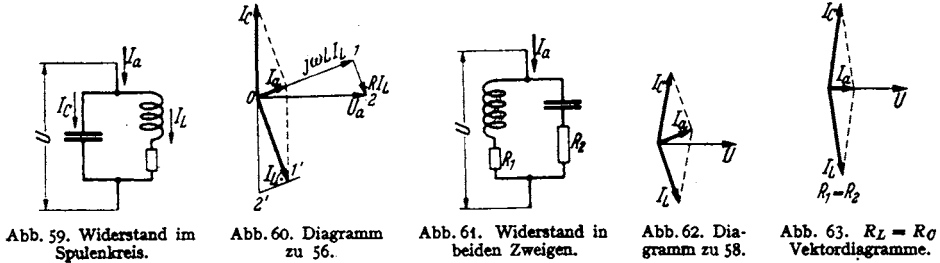 I_a
I_C
I_L
U
I_C
jωLI_L 1
I_a
RI_L
0
2
U_a
I_L 1'
2'
I_a
U
R_1
R_2
I_C
I_a
U
I_L
I_C
I_a
U
I_L
R_1=R_2
Abb. 59. Widerstand im
Spulenkreis.
Abb. 60. Diagramm
zu 56.
Abb. 61. Widerstand in
beiden Zweigen.
Abb. 62. Dia-
gramm zu 58.
Abb. 63. R_L = R_C
Vektordiagramme.